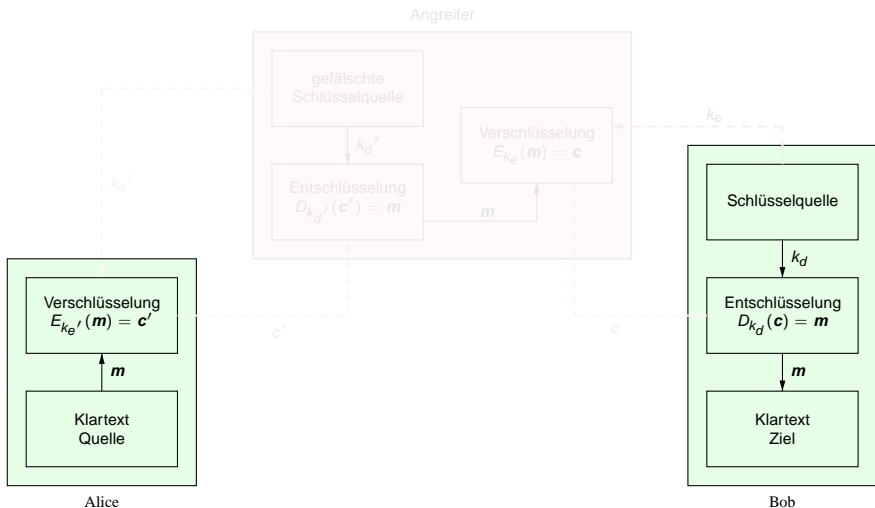 Angreifer
gefälschte
Schlüsselquelle
k_d′
Entschlüsselung
D_{k_d′}(c′) = m
m
Verschlüsselung
E_{k_e}(m) = c
k_e
k_e′
c′
c
Verschlüsselung
E_{k_e′}(m) = c′
m
Klartext
Quelle
Alice
Schlüsselquelle
k_d
Entschlüsselung
D_{k_d}(c) = m
m
Klartext
Ziel
Bob